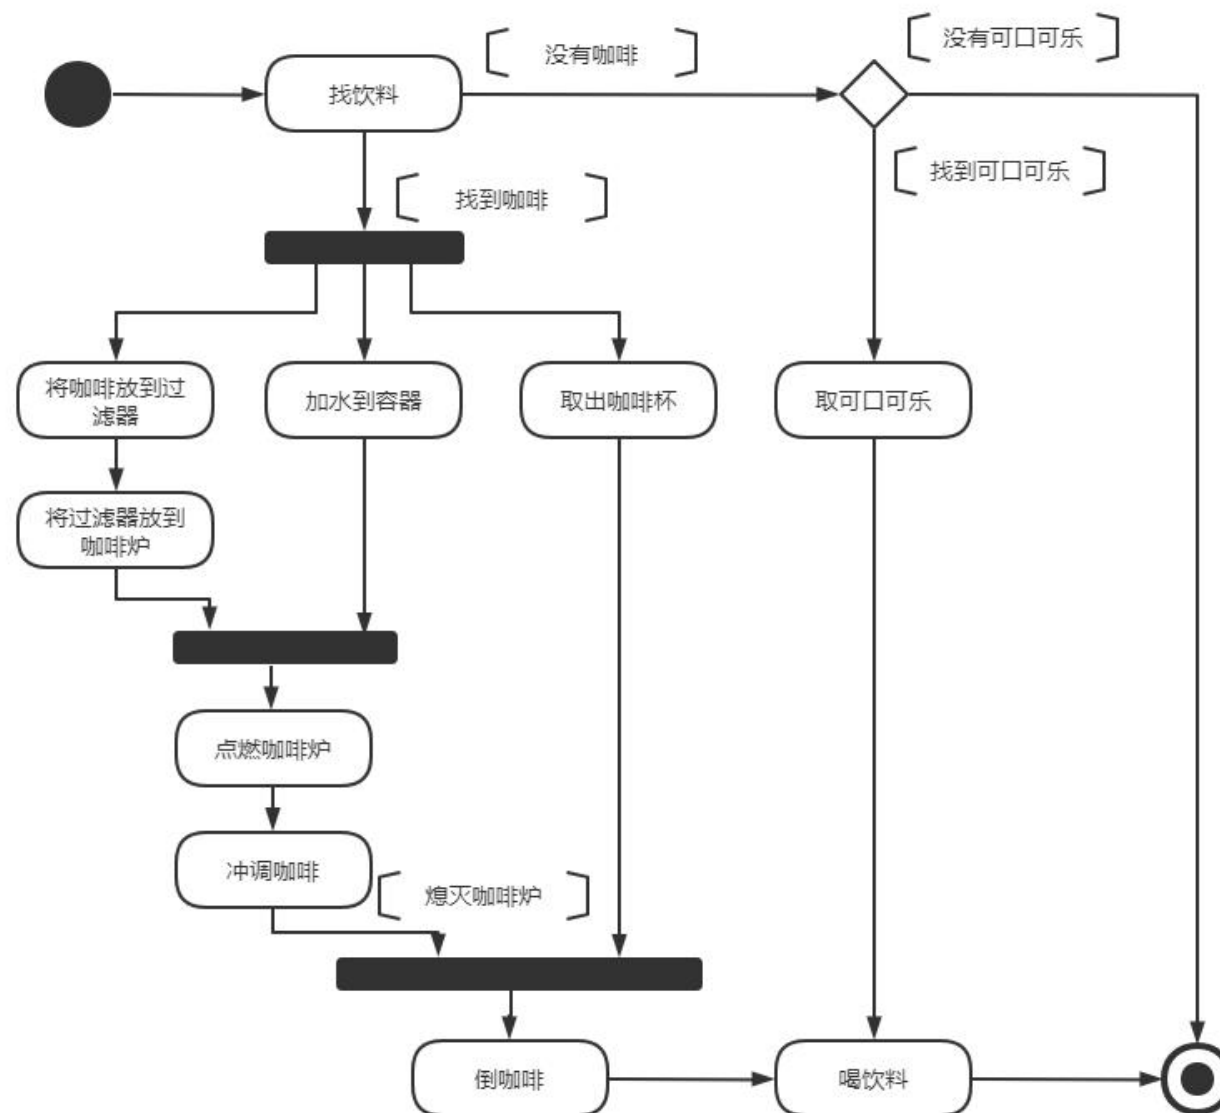 没有可口可乐
没有咖啡
找饮料
找到可口可乐
找到咖啡
将咖啡放到过
滤器
加水到容器
取出咖啡杯
取可口可乐
将过滤器放到
咖啡炉
点燃咖啡炉
冲调咖啡
熄灭咖啡炉
倒咖啡
喝饮料